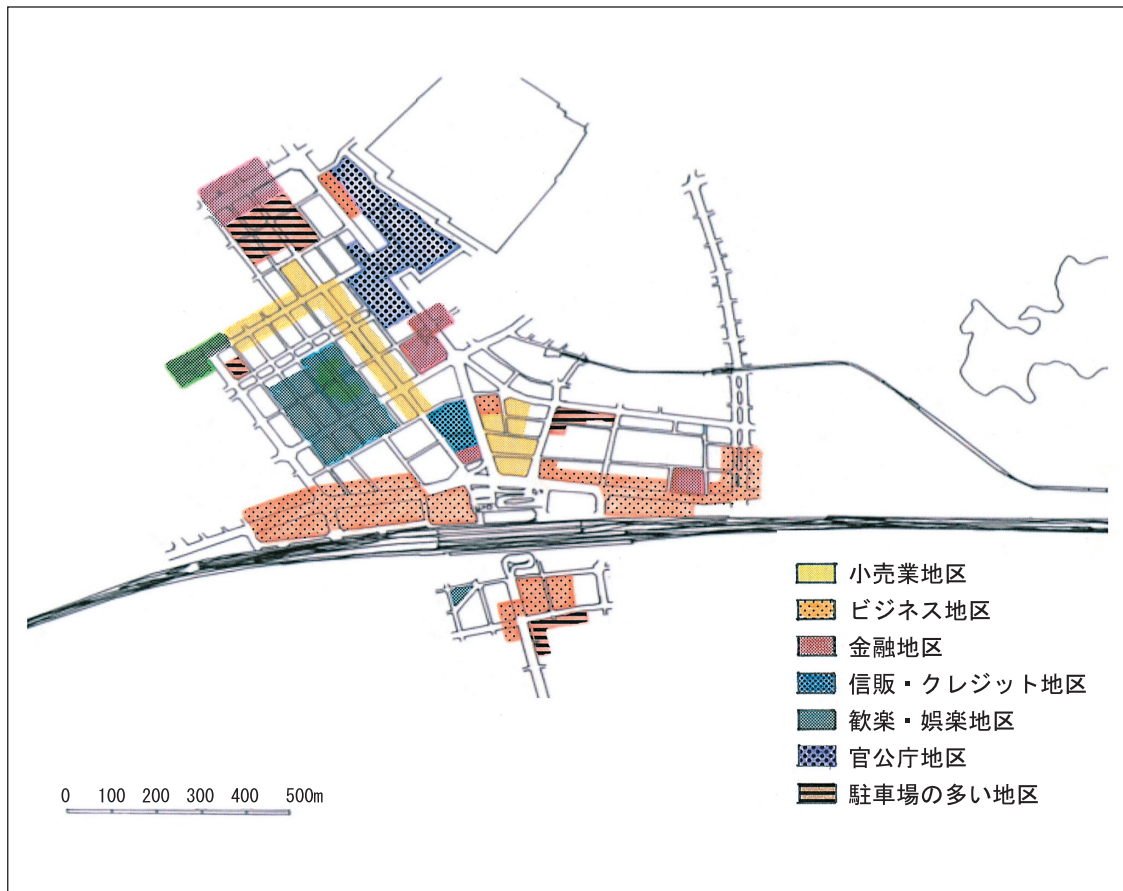 小売業地区
ビジネス地区
金融地区
信販・クレジット地区
歓楽・娯楽地区
官公庁地区
駐車場の多い地区
0 100 200 300 400 500m